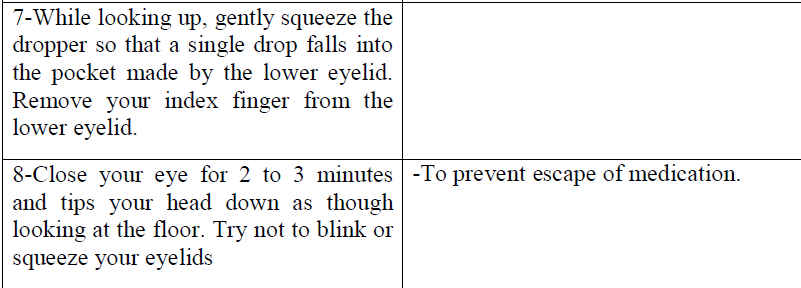 7-While looking up, gently squeeze the
dropper so that a single drop falls into
the pocket made by the lower eyelid.
Remove your index finger from the
lower eyelid.
8-Close your eye for 2 to 3 minutes
and tips your head down as though
looking at the floor. Try not to blink or
squeeze your eyelids
-To prevent escape of medication.